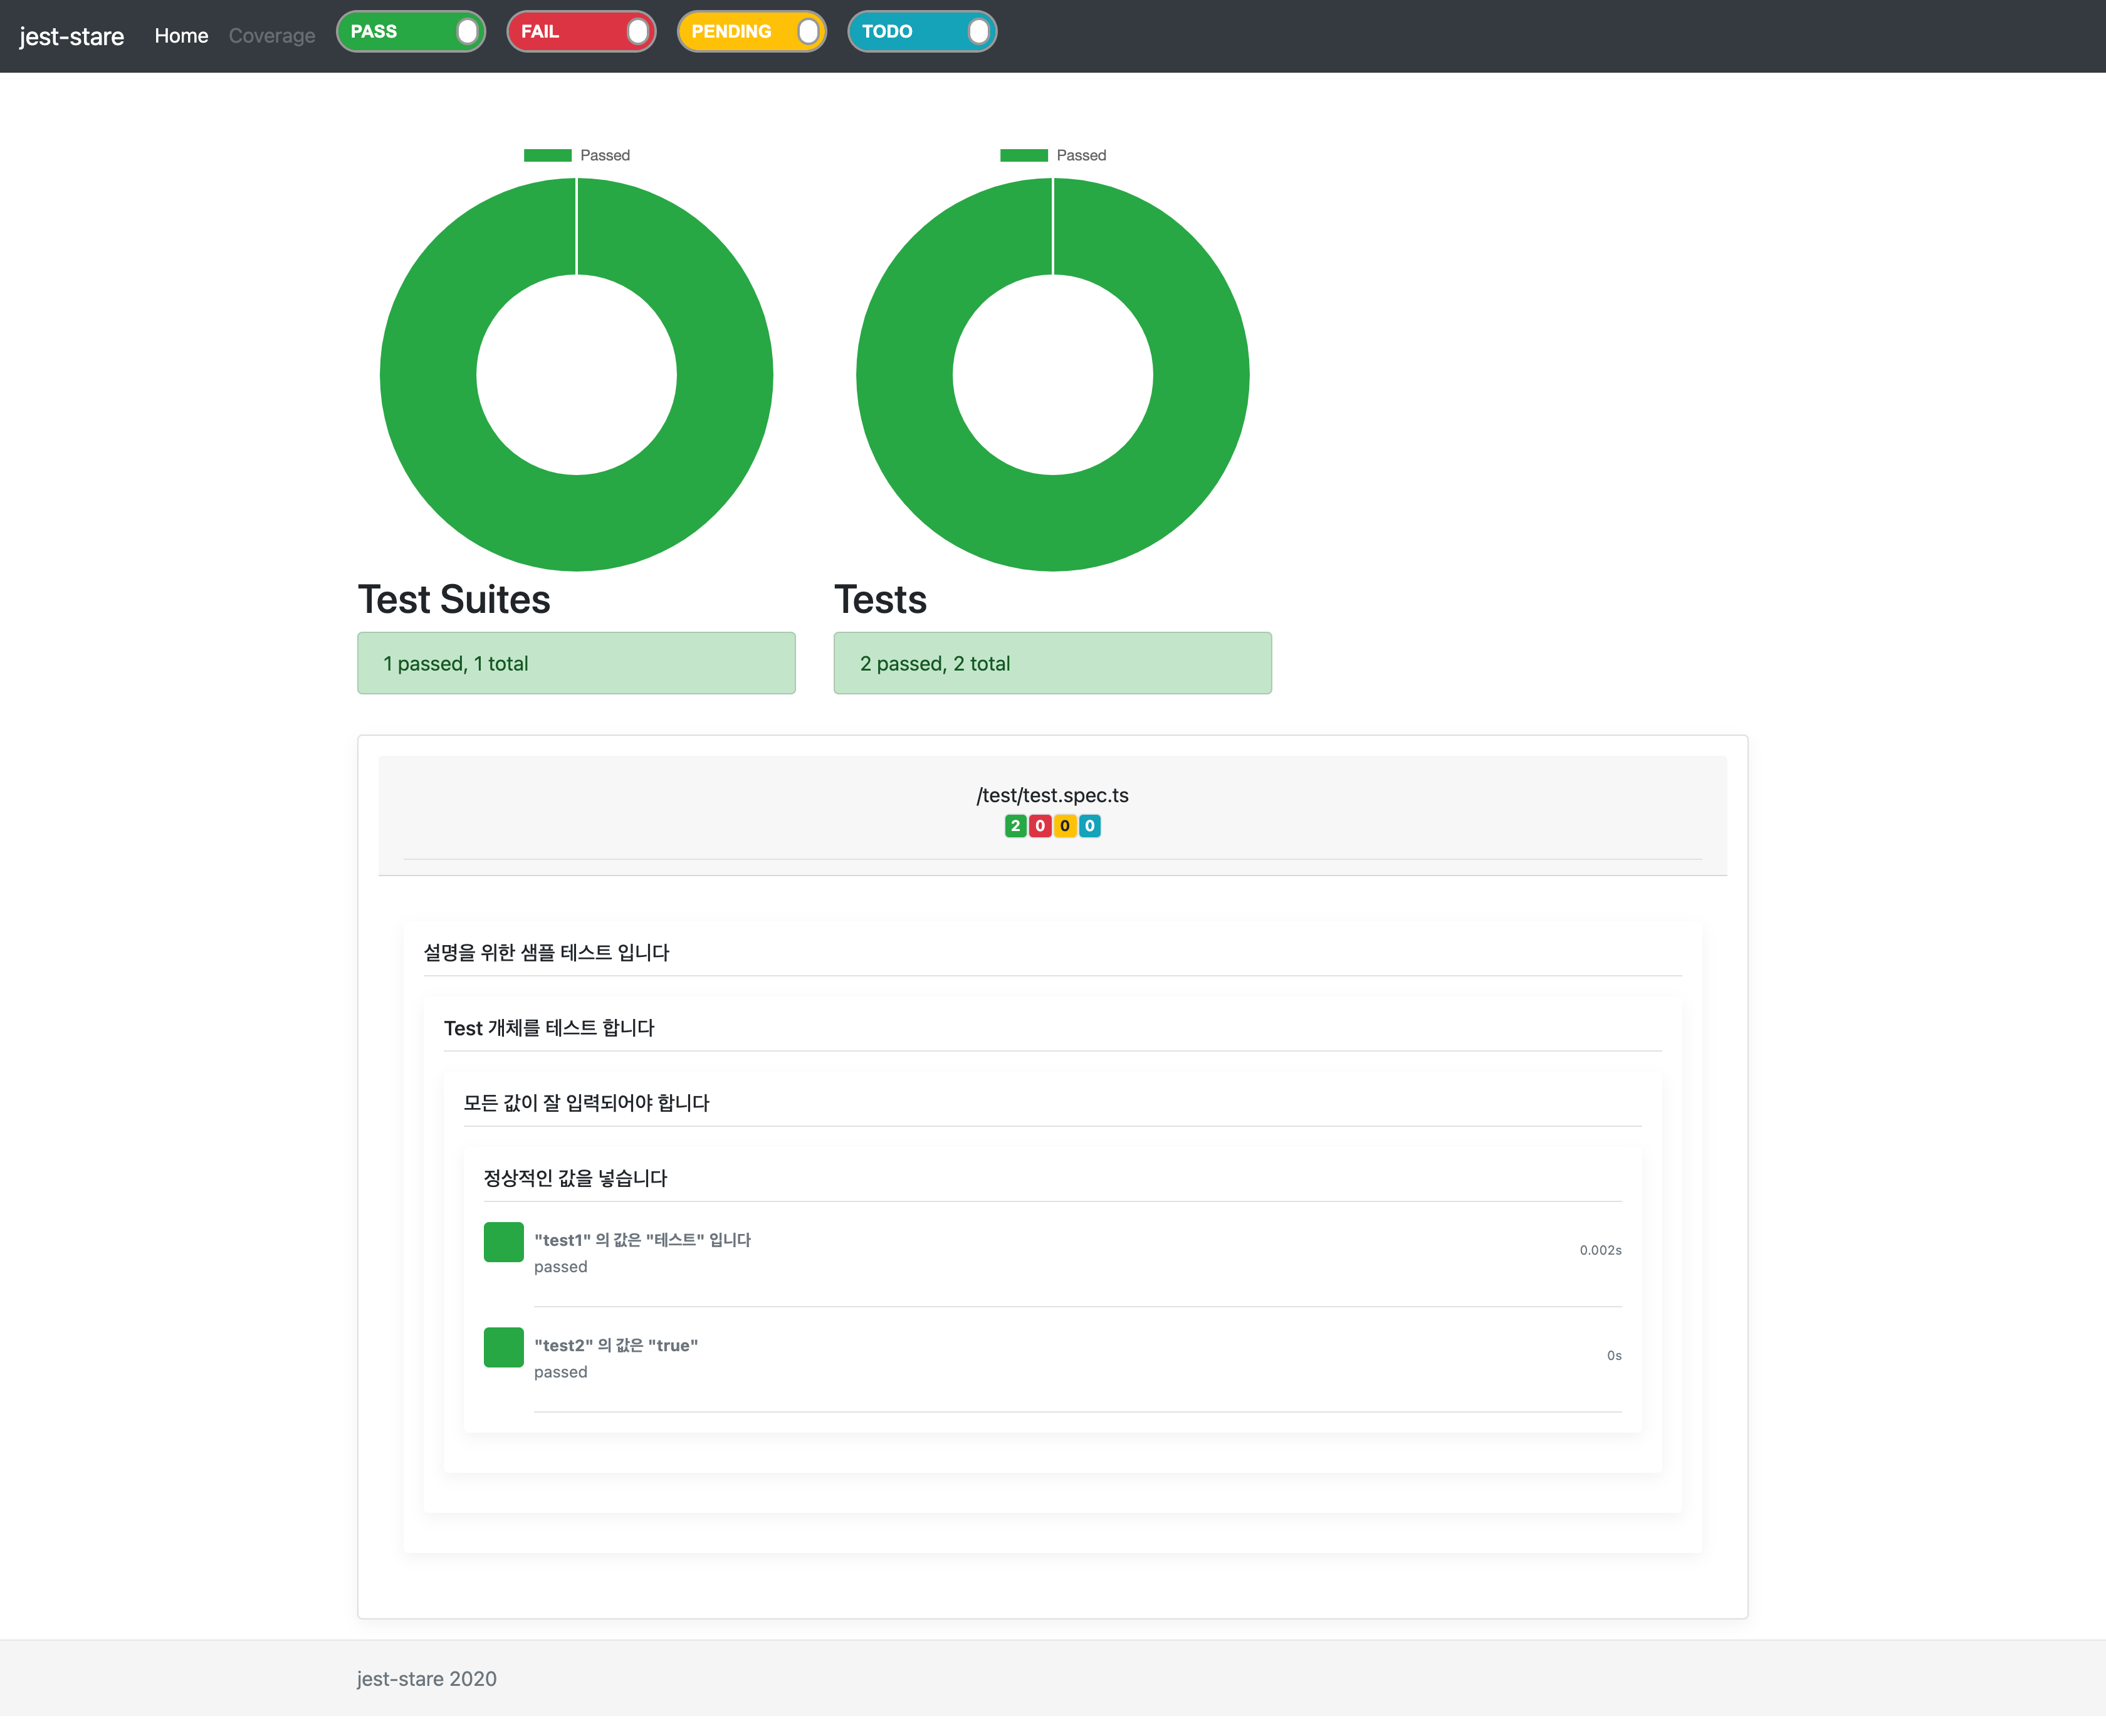 jest-stare Home Coverage PASS FAIL PENDING TODO
Passed
Passed
Test Suites
1 passed, 1 total
Tests
2 passed, 2 total
/test/test.spec.ts
2 0 0 0
설명을 위한 샘플 테스트 입니다
Test 개체를 테스트 합니다
모든 값이 잘 입력되어야 합니다
정상적인 값을 넣습니다
"test1" 의 값은 "테스트" 입니다
0.002s
passed
"test2" 의 값은 "true"
0s
passed
jest-stare 2020